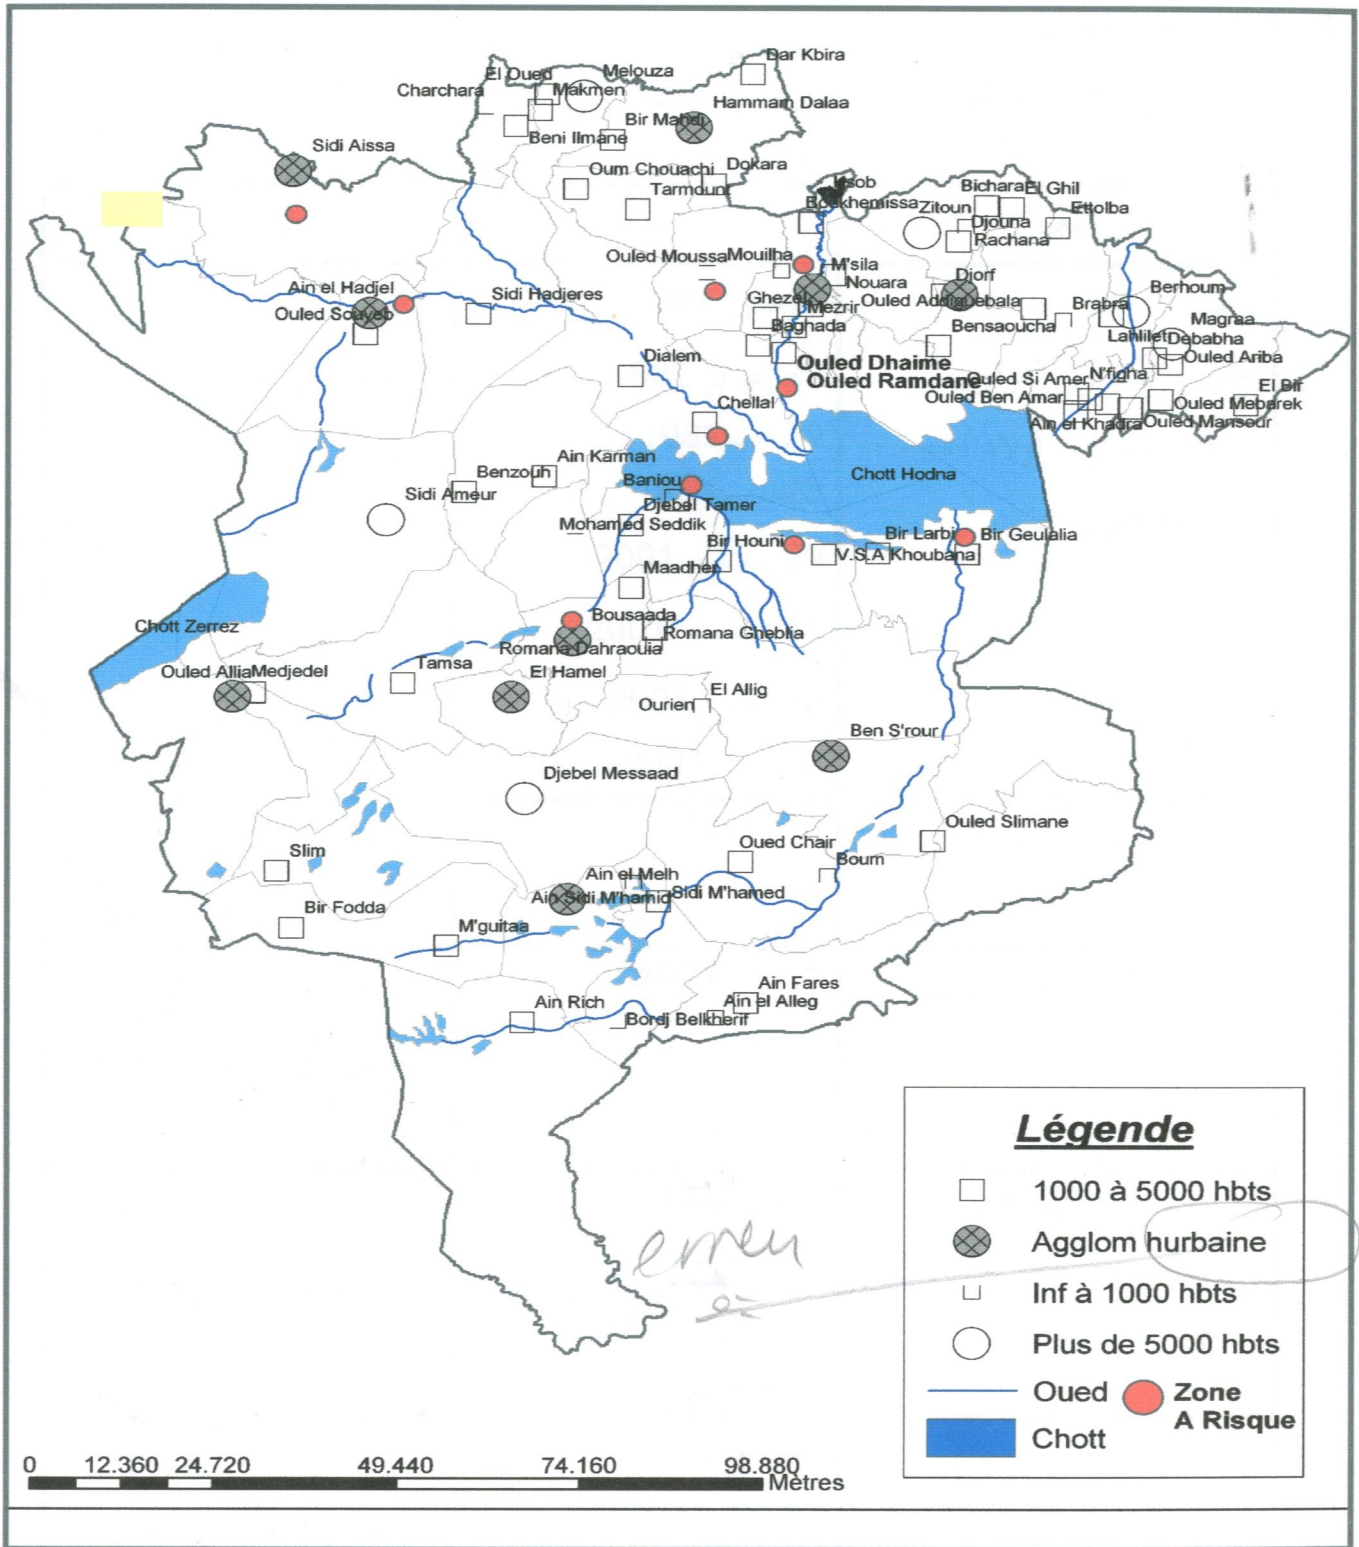 Dar Kbira
El Oued
Melouza
Charchara
Makmen
Hammam Dalaa
Bir Mahdi
Beni Ilmane
Sidi Aissa
Oum Chouachi
Dokara
Tarmount
Ksob
Bichara
El Ghil
Boukhemissa
Zitoun
Djouna
Ettolba
Rachana
Ouled Moussa
Mouilha
M'sila
Nouara
Djorf
Berhoum
Ain el Hadjel
Sidi Hadjeres
Ghezel
Mezrir
Brabra
Magraa
Ouled Souyeb
Baghada
Bensaoucha
Lahlilet
Debabha
Dialem
Ouled Dhaime
Ouled Ariba
Ouled Ramdane
Ouled Si Amer
N'figha
El Bif
Chellal
Ouled Ben Amar
Ouled Mebarek
Ain el Khadra
Ouled Mansour
Ain Karman
Benzouh
Baniou
Chott Hodna
Sidi Ameur
Djebel Tamer
Mohamed Seddik
Bir Houni
Bir Larbi
Bir Geulalia
V.S.A Khoubana
Maadher
Chott Zerrez
Bousaada
Romana Gheblia
Romana Dahraouia
Ouled Allia
Medjedel
Tamsa
El Hamel
El Allig
Ourien
Ben S'rour
Djebel Messaad
Ouled Slimane
Slim
Oued Chair
Boum
Ain el Melh
Ain Sidi M'hamid
Sidi M'hamed
Bir Fodda
M'guitaa
Ain Fares
Ain Rich
Ain el Alleg
Bordj Belkherif
Légende
1000 à 5000 hbts
Agglom hurbaine
Inf à 1000 hbts
Plus de 5000 hbts
Oued
Zone
A Risque
Chott
0 12.360 24.720 49.440 74.160 98.880
Metres